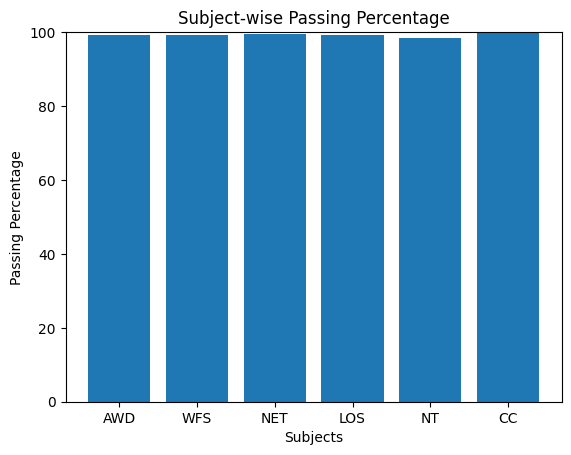 Subject-wise Passing Percentage
100
80
60
40
20
0
Passing Percentage
AWD WFS NET LOS NT CC
Subjects